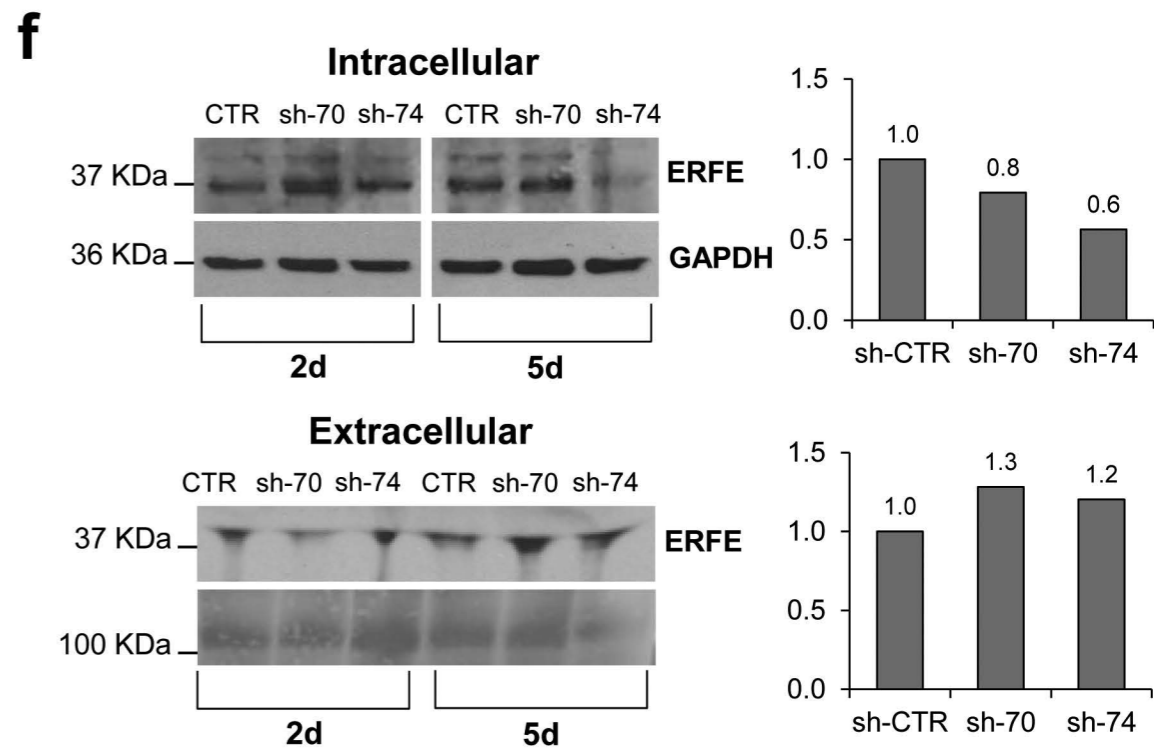 f
Intracellular
CTR sh-70 sh-74 CTR sh-70 sh-74
37 KDa ERFE
36 KDa GAPDH
2d 5d
1.5
1.0
0.5
0.0
1.0
0.8
0.6
sh-CTR sh-70 sh-74
Extracellular
CTR sh-70 sh-74 CTR sh-70 sh-74
37 KDa ERFE
100 KDa
2d 5d
1.5
1.0
0.5
0.0
1.0
1.3
1.2
sh-CTR sh-70 sh-74